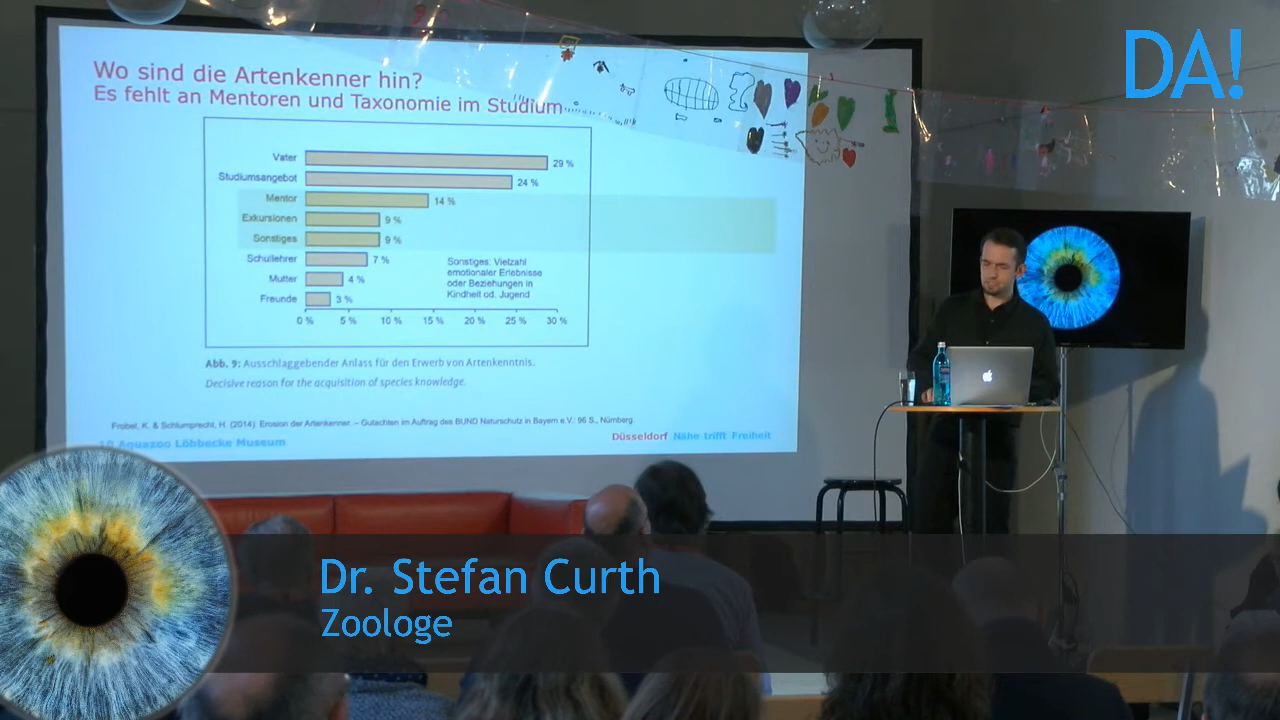 DA!
Wo sind die Artenkenner hin?
Es fehlt an Mentoren und Taxonomie im Studium
Vater 29 %
Studiumsangebot 24 %
Mentor 14 %
Exkursionen 9 %
Sonstiges 9 %
Schullehrer 7 %
Mutter 4 %
Freunde 3 %
Sonstiges: Vielzahl
emotionaler Erlebnisse
oder Beziehungen in
Kindheit od. Jugend
0 % 5 % 10 % 15 % 20 % 25 % 30 %
Abb. 9: Ausschlaggebender Anlass für den Erwerb von Artenkenntnis.
Decisive reason for the acquisition of species knowledge.
Frobel, K. & Schlumprecht, H. (2014): Erosion der Artenkenner. – Gutachten im Auftrag des BUND Naturschutz in Bayern e.V.: 96 S., Nürnberg.
10 Aquazoo Löbbecke Museum
Düsseldorf Nähe trifft Freiheit
Dr. Stefan Curth
Zoologe